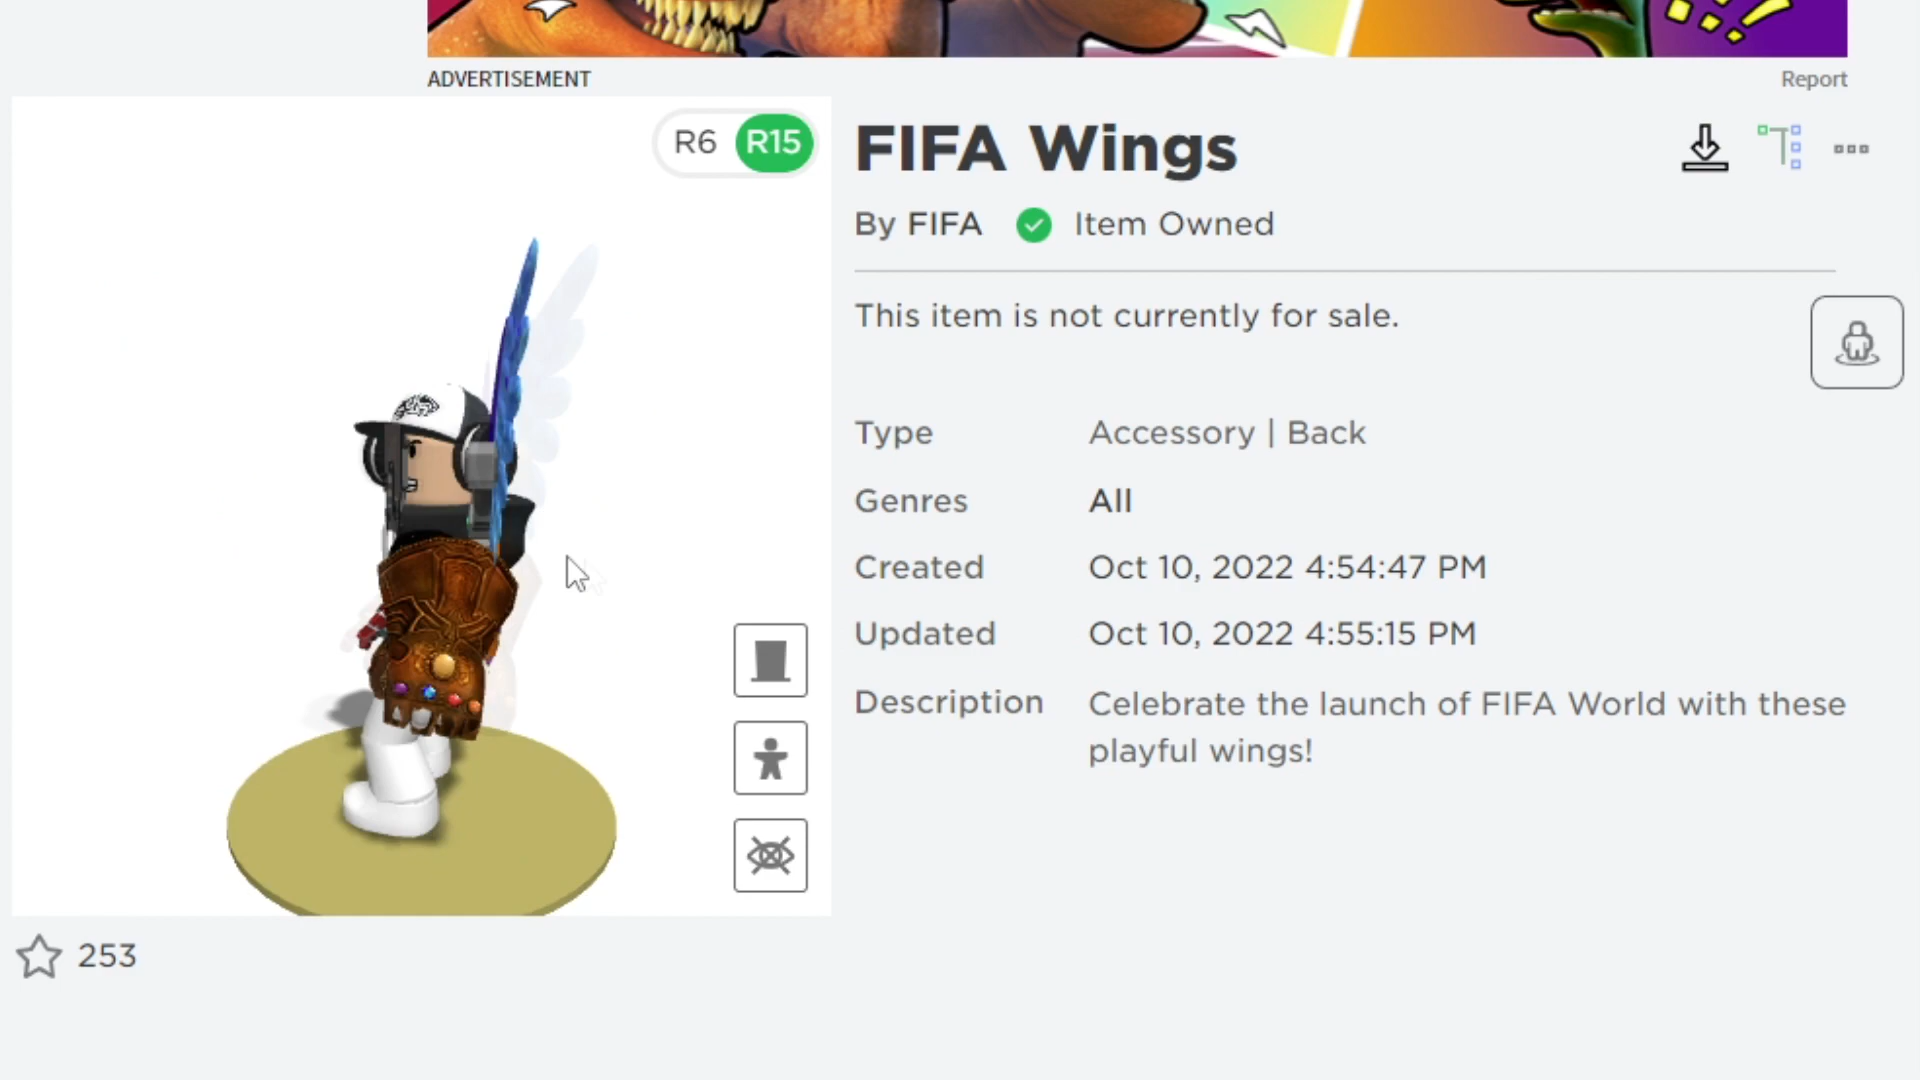 ADVERTISEMENT
Report
R6 R15
FIFA Wings
By FIFA Item Owned
This item is not currently for sale.
Type Accessory | Back
Genres All
Created Oct 10, 2022 4:54:47 PM
Updated Oct 10, 2022 4:55:15 PM
Description Celebrate the launch of FIFA World with these
playful wings!
253